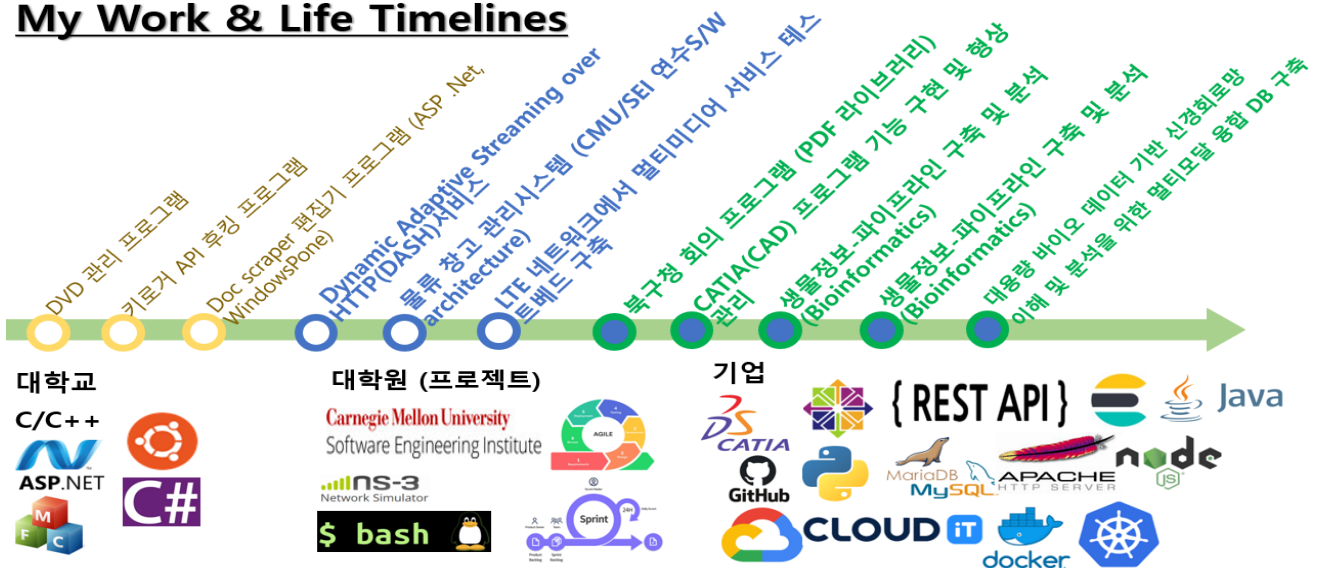 My Work & Life Timelines
DVD 관리 프로그램
키로거 API 후킹 프로그램
Doc scraper 편집기 프로그램 (ASP .Net,
WindowsPone)
Dynamic Adaptive Streaming over
HTTP(DASH)서비스
물류 창고 관리시스템 (CMU/SEI 연수S/W
architecture)
LTE 네트워크에서 멀티미디어 서비스 테스
트베드 구축
북구청 회의 프로그램 (PDF 라이브러리)
CATIA(CAD) 프로그램 기능 구현 및 형상
관리
생물정보-파이프라인 구축 및 분석
(Bioinformatics)
생물정보-파이프라인 구축 및 분석
(Bioinformatics)
대용량 바이오 데이터 기반 신경회로망
이해 및 분석을 위한 멀티모달 융합 DB 구축
대학교
C/C++
ASP.NET
C#
M
F
C
대학원 (프로젝트)
Carnegie Mellon University
Software Engineering Institute
AGILE
ns-3
Network Simulator
$ bash
Sprint
24H
기업
CATIA
{ REST API }
Java
GitHub
MariaDB
MySQL
APACHE
HTTP SERVER
node
JS
CLOUD iT
docker